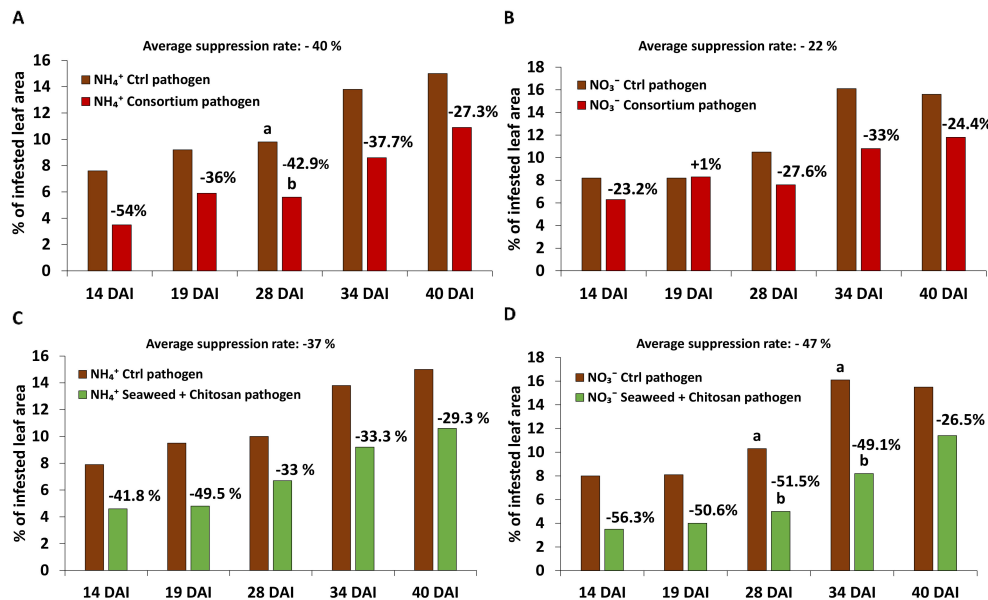 A
Average suppression rate: - 40 %
% of infested leaf area
16
14
12
10
8
6
4
2
0
NH₄⁺ Ctrl pathogen
NH₄⁺ Consortium pathogen
-54%
-36%
a
-42.9%
b
-37.7%
-27.3%
14 DAI 19 DAI 28 DAI 34 DAI 40 DAI
B
Average suppression rate: - 22 %
% of infested leaf area
18
16
14
12
10
8
6
4
2
0
NO₃⁻ Ctrl pathogen
NO₃⁻ Consortium pathogen
-23.2%
+1%
-27.6%
-33%
-24.4%
14 DAI 19 DAI 28 DAI 34 DAI 40 DAI
C
Average suppression rate: -37 %
% of infested leaf area
16
14
12
10
8
6
4
2
0
NH₄⁺ Ctrl pathogen
NH₄⁺ Seaweed + Chitosan pathogen
-41.8 %
-49.5 %
-33 %
-33.3 %
-29.3 %
14 DAI 19 DAI 28 DAI 34 DAI 40 DAI
D
Average suppression rate: - 47 %
% of infested leaf area
18
16
14
12
10
8
6
4
2
0
NO₃⁻ Ctrl pathogen
NO₃⁻ Seaweed + Chitosan pathogen
-56.3%
-50.6%
a
-51.5%
b
a
-49.1%
b
-26.5%
14 DAI 19 DAI 28 DAI 34 DAI 40 DAI